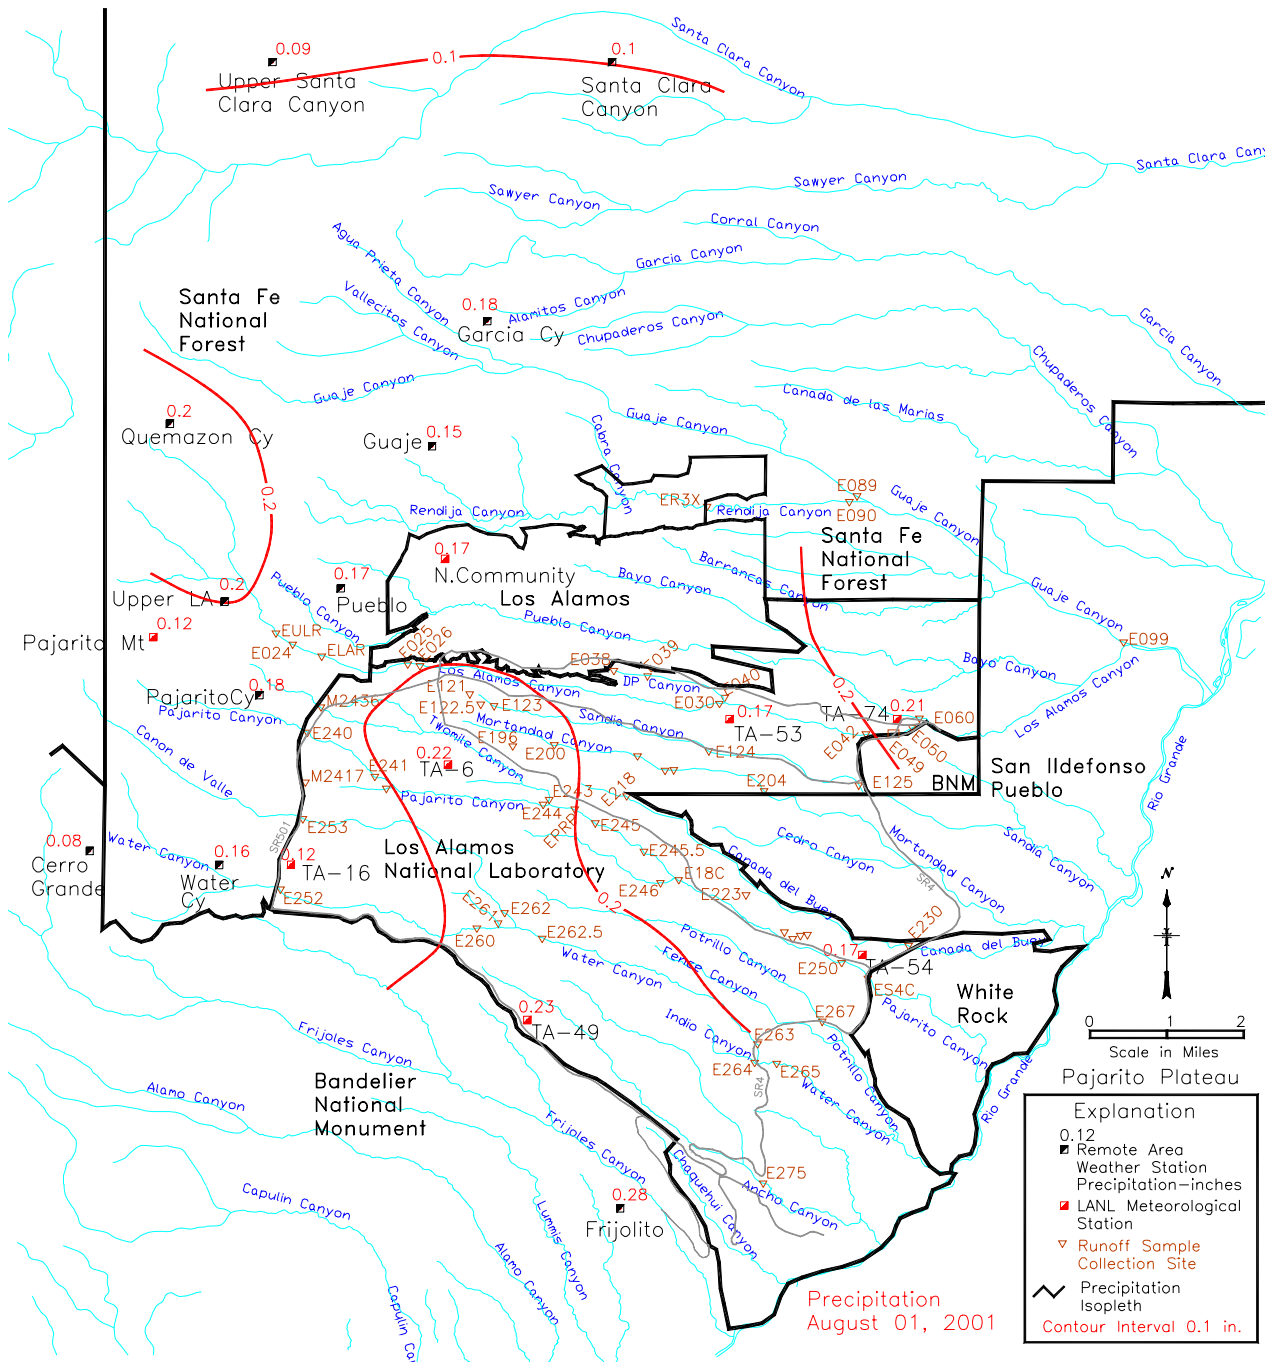 0.09
Upper Santa
Clara Canyon
0.1
0.1
Santa Clara
Canyon
Santa Clara Canyon
Santa Clara Cany
Sawyer Canyon
Sawyer Canyon
Corral Canyon
Garcia Canyon
Agua Prieta Canyon
Vallecitos Canyon
Alamitos Canyon
0.18
Garcia Cy
Chupaderos Canyon
Garcia Canyon
Chupaderos Canyon
Santa Fe
National
Forest
Guaje Canyon
Canada de las Marias
Guaje Canyon
Cabra Canyon
0.2
Quemazon Cy
Guaje
0.15
0.2
ER3X
E089
E090
Guaje Canyon
Rendija Canyon
Rendija Canyon
Santa Fe
National
Forest
0.17
N.Community
Los Alamos
Barrancas Canyon
Bayo Canyon
Pueblo Canyon
0.2
Upper LA
0.17
Pueblo
Pueblo Canyon
Guaje Canyon
E099
0.12
Pajarito Mt
EULR
E024
ELAR
E025
E026
E038
E039
DP Canyon
E040
E030
Bayo Canyon
Los Alamos Canyon
0.18
PajaritoCy
Pajarito Canyon
M2436
E240
E121
E122.5
E123
Los Alamos Canyon
Sandia Canyon
0.2
0.17
TA-53
0.21
TA-74
E060
E050
E049
E042
Canon de Valle
Mortandad Canyon
Twomile Canyon
E196
E200
E124
E204
E125
BNM
San Ildefonso
Pueblo
Rio Grande
0.22
TA-6
M2417
E241
Pajarito Canyon
E243
E244
E218
EPRP
E245
SR501
E253
0.08
Cerro
Grande
Water Canyon
0.16
Water
Cy
0.12
TA-16
E252
Los Alamos
National Laboratory
E245.5
E246
E18C
E223
Canada del Buey
Cedro Canyon
Mortandad Canyon
Sandia Canyon
SR4
0.2
E261
E262
E260
E262.5
Water Canyon
Potrillo Canyon
Fence Canyon
0.17
TA-54
E250
E230
Canada del Buey
ES4C
White
Rock
N
0.23
TA-49
Indio Canyon
E263
E267
E264
E265
Potrillo Canyon
Pajarito Canyon
Water Canyon
SR4
Rio Grande
0
1
2
Scale in Miles
Pajarito Plateau
Frijoles Canyon
Alamo Canyon
Bandelier
National
Monument
Frijoles Canyon
Chaquehui Canyon
E275
Ancho Canyon
Capulin Canyon
0.28
Frijolito
Lummis Canyon
Alamo Canyon
Capulin Ca
Precipitation
August 01, 2001
Explanation
0.12
Remote Area
Weather Station
Precipitation-inches
LANL Meteorological
Station
Runoff Sample
Collection Site
Precipitation
Isopleth
Contour Interval 0.1 in.